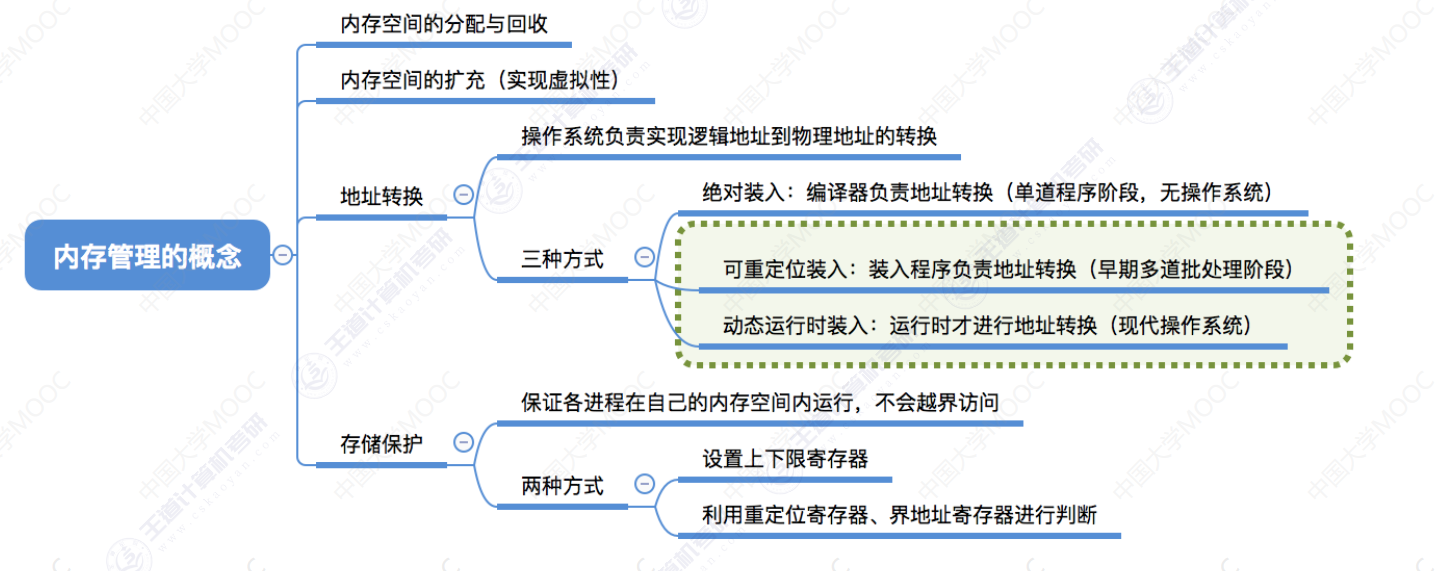 内存管理的概念
内存空间的分配与回收
内存空间的扩充（实现虚拟性）
地址转换
操作系统负责实现逻辑地址到物理地址的转换
三种方式
绝对装入：编译器负责地址转换（单道程序阶段，无操作系统）
可重定位装入：装入程序负责地址转换（早期多道批处理阶段）
动态运行时装入：运行时才进行地址转换（现代操作系统）
存储保护
保证各进程在自己的内存空间内运行，不会越界访问
两种方式
设置上下限寄存器
利用重定位寄存器、界地址寄存器进行判断
中国大学MOOC
王道计算机考研
www.cskaoyan.com